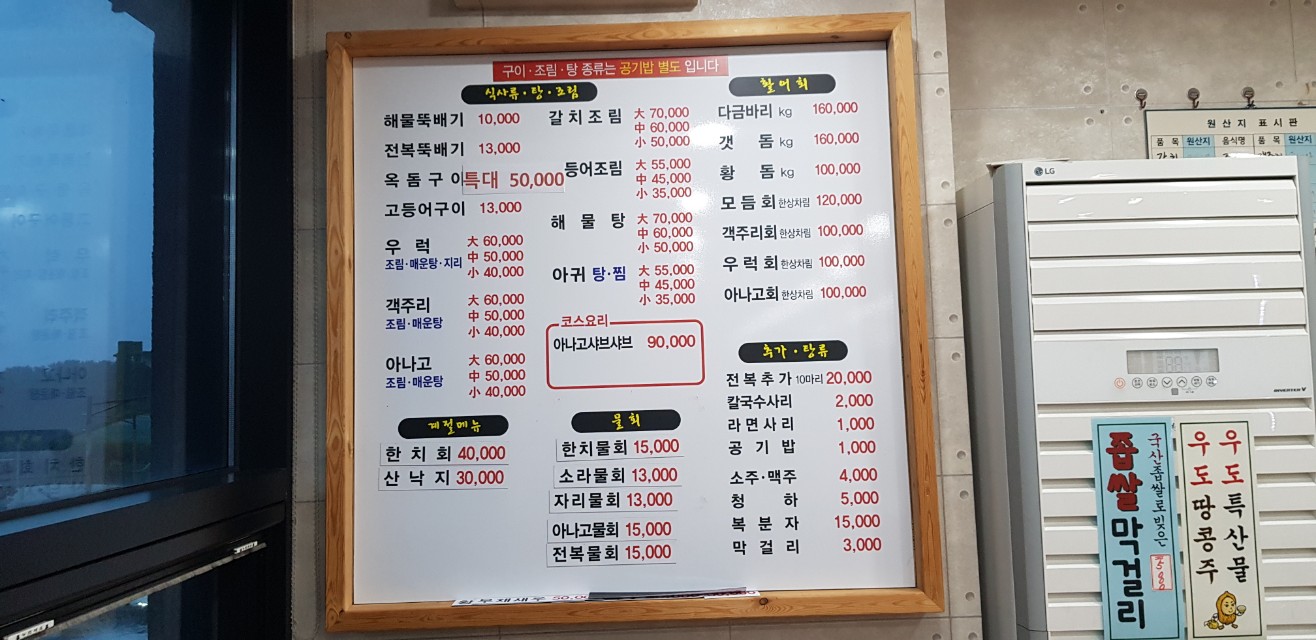 구이·조림·탕 종류는 공기밥 별도 입니다
식사류·탕·조림
해물뚝배기 10,000
전복뚝배기 13,000
옥돔구이 특대 50,000
고등어구이 13,000
우럭 大 60,000
조림·매운탕·지리 中 50,000
小 40,000
객주리 大 60,000
조림·매운탕 中 50,000
小 40,000
아나고 大 60,000
조림·매운탕 中 50,000
小 40,000
계절메뉴
한치회 40,000
산낙지 30,000
갈치조림 大 70,000
中 60,000
小 50,000
등어조림 大 55,000
中 45,000
小 35,000
해물탕 大 70,000
中 60,000
小 50,000
아귀 탕·찜 大 55,000
中 45,000
小 35,000
코스요리
아나고샤브샤브 90,000
물회
한치물회 15,000
소라물회 13,000
자리물회 13,000
아나고물회 15,000
전복물회 15,000
활어회
다금바리 kg 160,000
갯돔 kg 160,000
황돔 kg 100,000
모듬회 한상차림 120,000
객주리회 한상차림 100,000
우럭회 한상차림 100,000
아나고회 한상차림 100,000
추가·탕류
전복추가 10마리 20,000
칼국수사리 2,000
라면사리 1,000
공기밥 1,000
소주·맥주 4,000
청하 5,000
복분자 15,000
막걸리 3,000
원산지 표시판
품목 원산지 음식명 품목 원산지
LG
INVERTER V
국산좁쌀로빚은
좁쌀막걸리
우도특산물
우도땅콩주